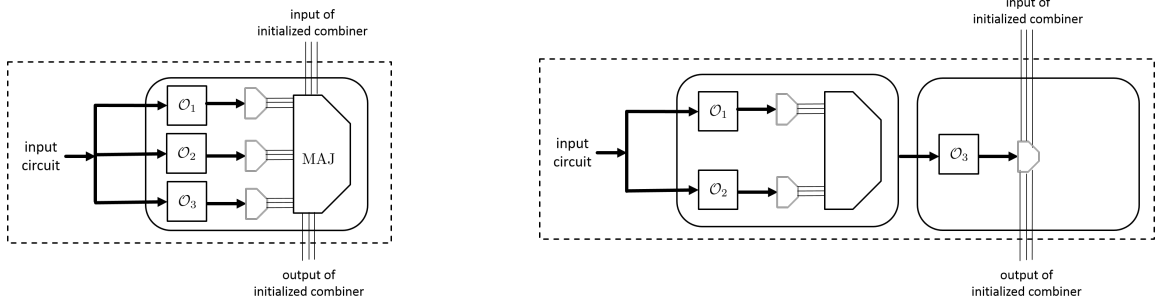 input of
initialized combiner
input
circuit
𝒪₁
𝒪₂
𝒪₃
MAJ
output of
initialized combiner
input of
initialized combiner
input
circuit
𝒪₁
𝒪₂
𝒪₃
output of
initialized combiner